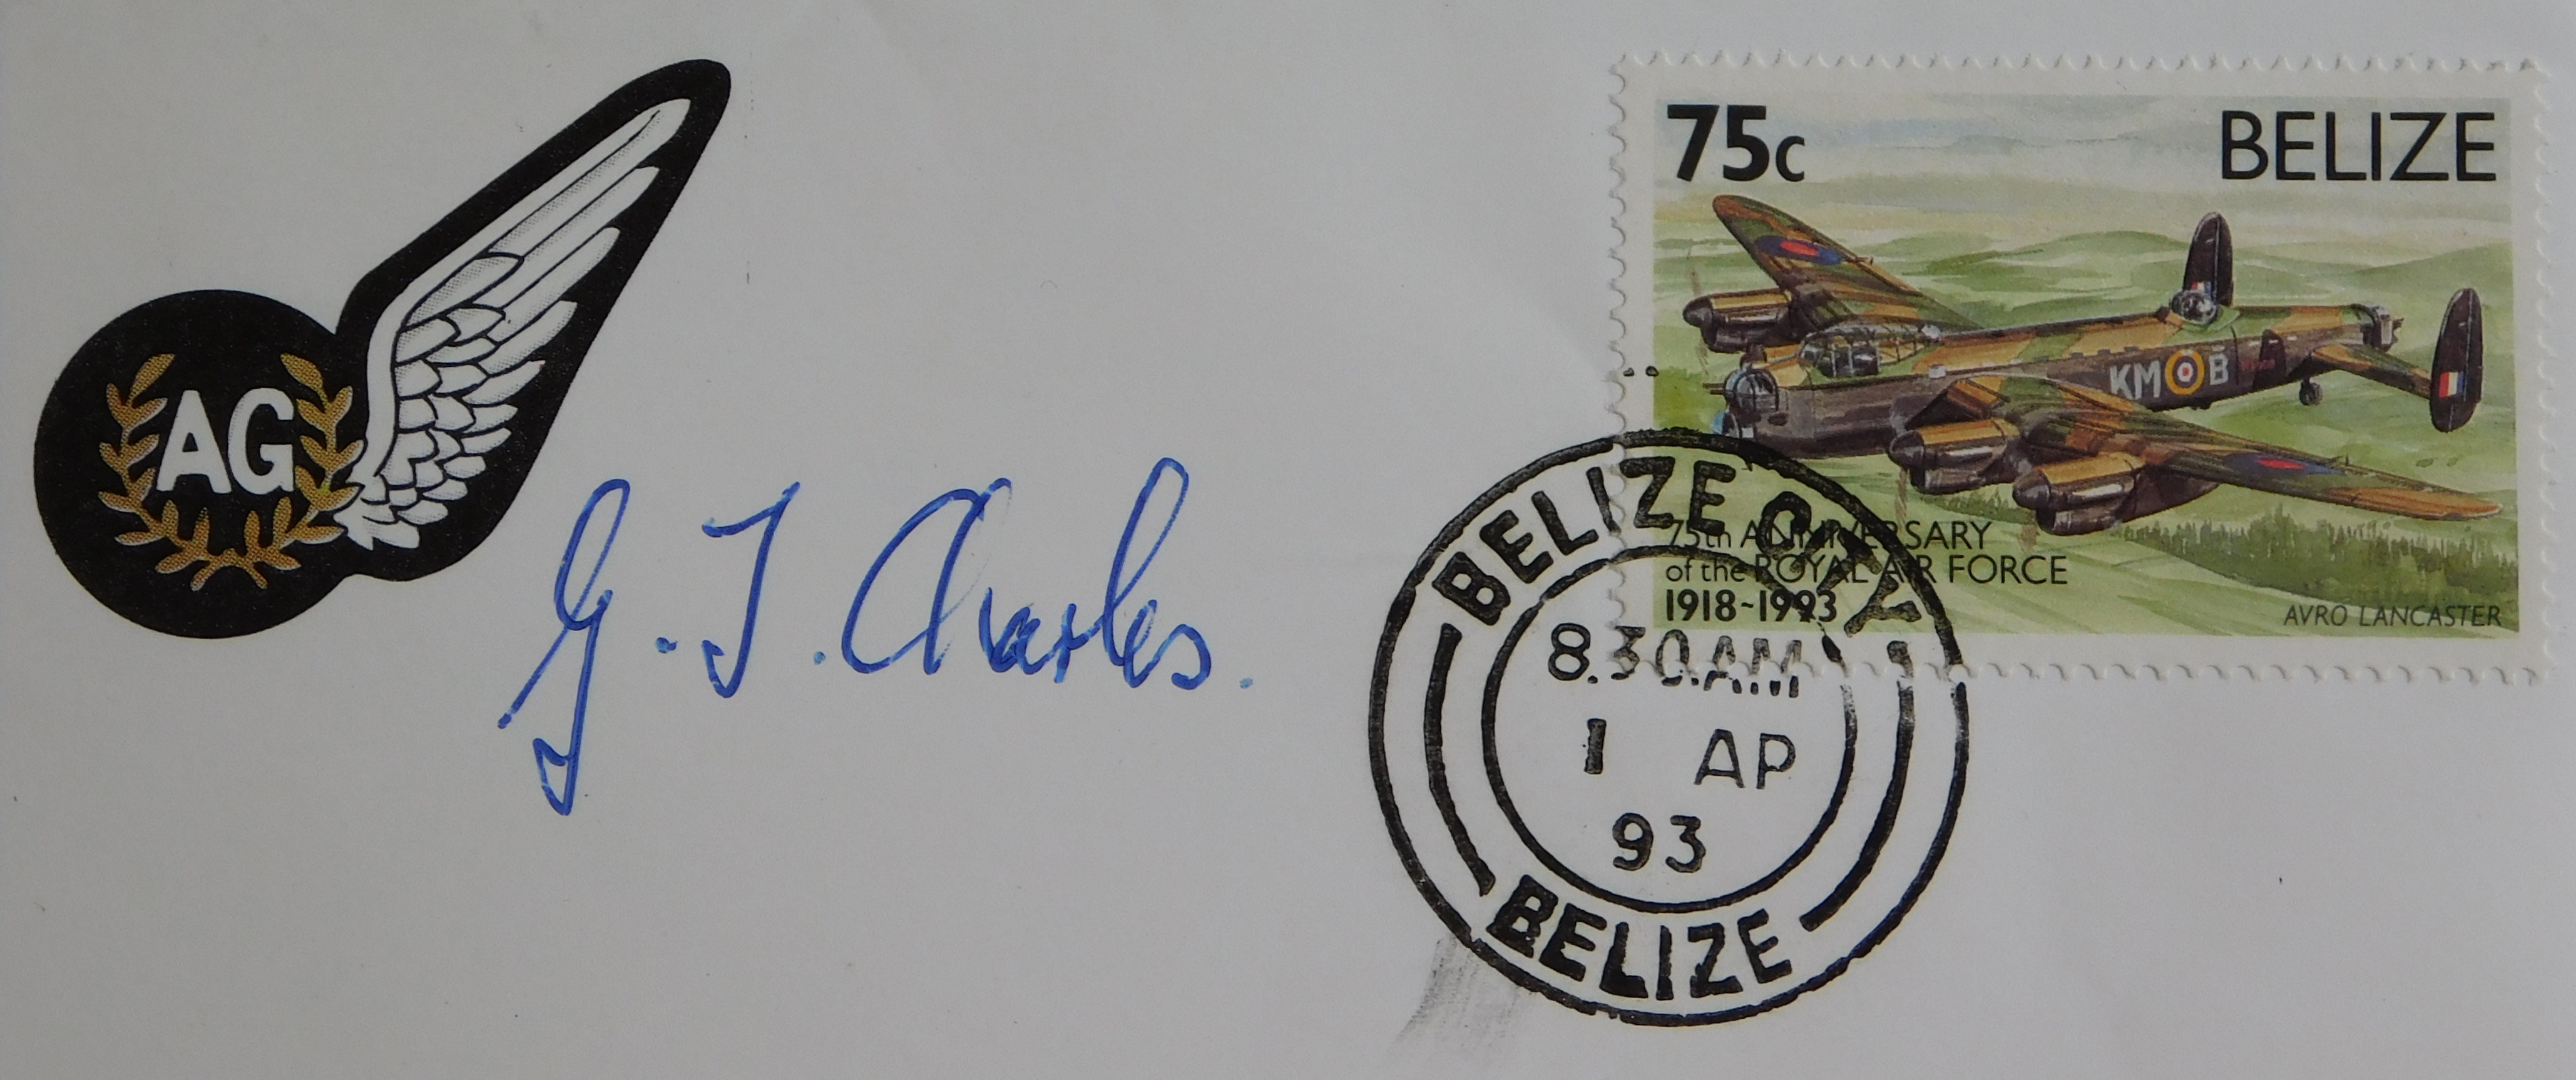 AG
G. J. Charles.
75c BELIZE
KM B
75th ANNIVERSARY
of the ROYAL AIR FORCE
1918~1993
AVRO LANCASTER
BELIZE CITY
8.30AM
1 AP
93
BELIZE